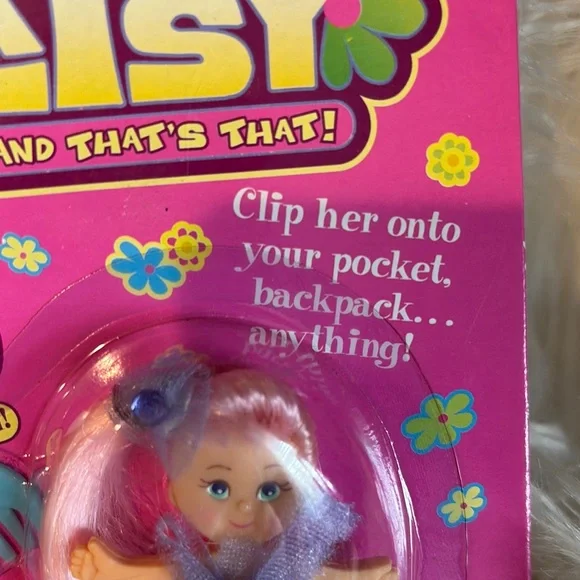 AISY
AND THAT'S THAT!
Clip her onto
your pocket,
backpack...
anything!